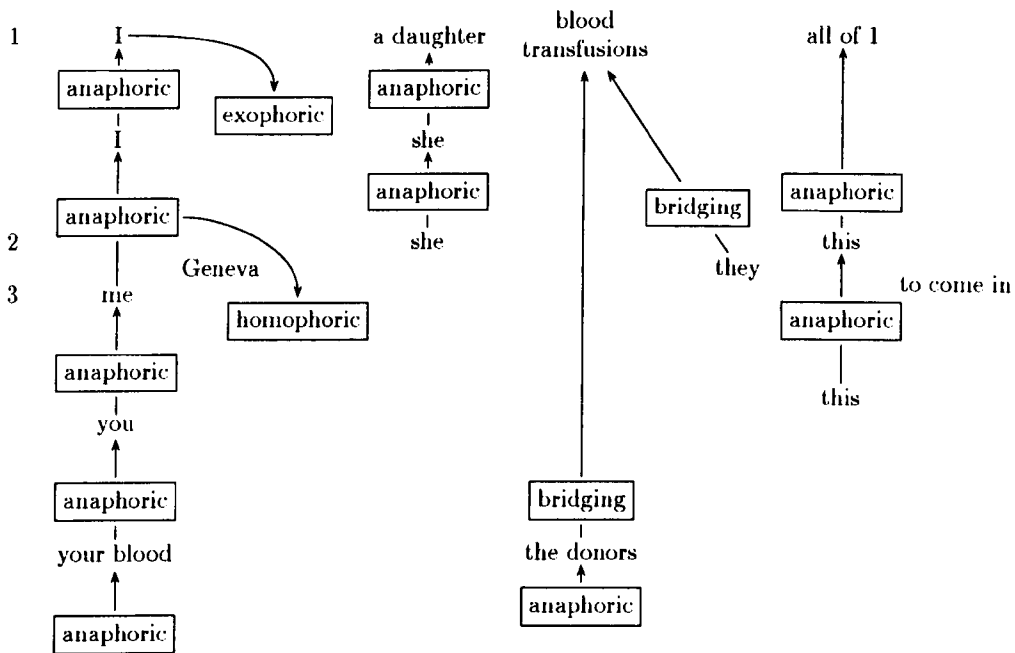 1 I a daughter blood transfusions all of 1
anaphoric anaphoric
exophoric
I she
anaphoric anaphoric anaphoric
bridging
2 she this
Geneva they
3 me to come in
homophoric anaphoric
anaphoric
this
you
anaphoric bridging
your blood the donors
anaphoric
anaphoric